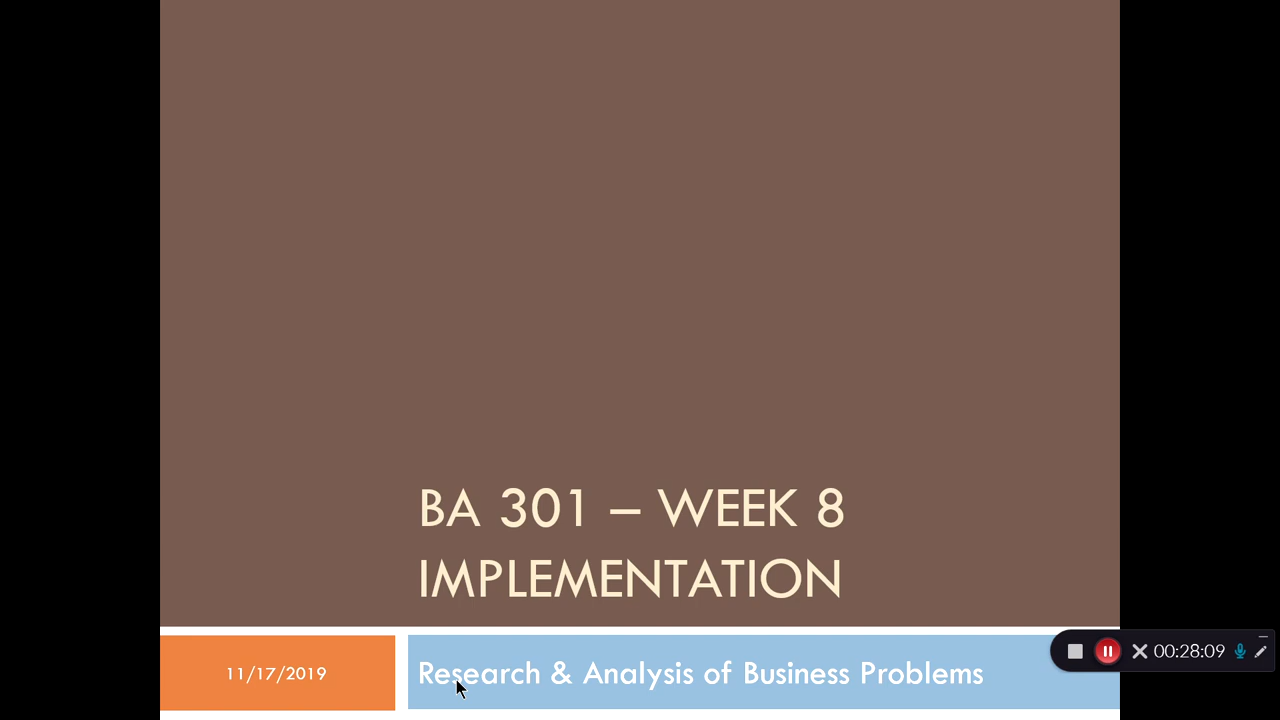 BA 301 – WEEK 8
IMPLEMENTATION
11/17/2019
Research & Analysis of Business Problems
00:28:09